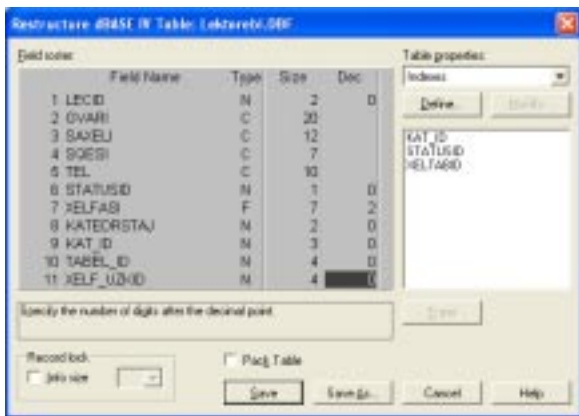 Restructure dBASE IV Table: Lektorebi.DBF
Field roster:
Field Name Type Size Dec
1 LECID N 2 0
2 GVARI C 20
3 SAXELI C 12
4 SQESI C 7
5 TEL C 10
6 STATUSID N 1 0
7 XELFASI F 7 2
8 KATEDRSTAJ N 2 0
9 KAT_ID N 3 0
10 TABEL_ID N 4 0
11 XELF_UZKID N 4 0
Specify the number of digits after the decimal point.
Record lock
Info size
Pack Table
Save
Save As...
Cancel
Help
Table properties:
Indexes
Define...
Modify...
KAT_ID
STATUSID
XELTABID
Erase